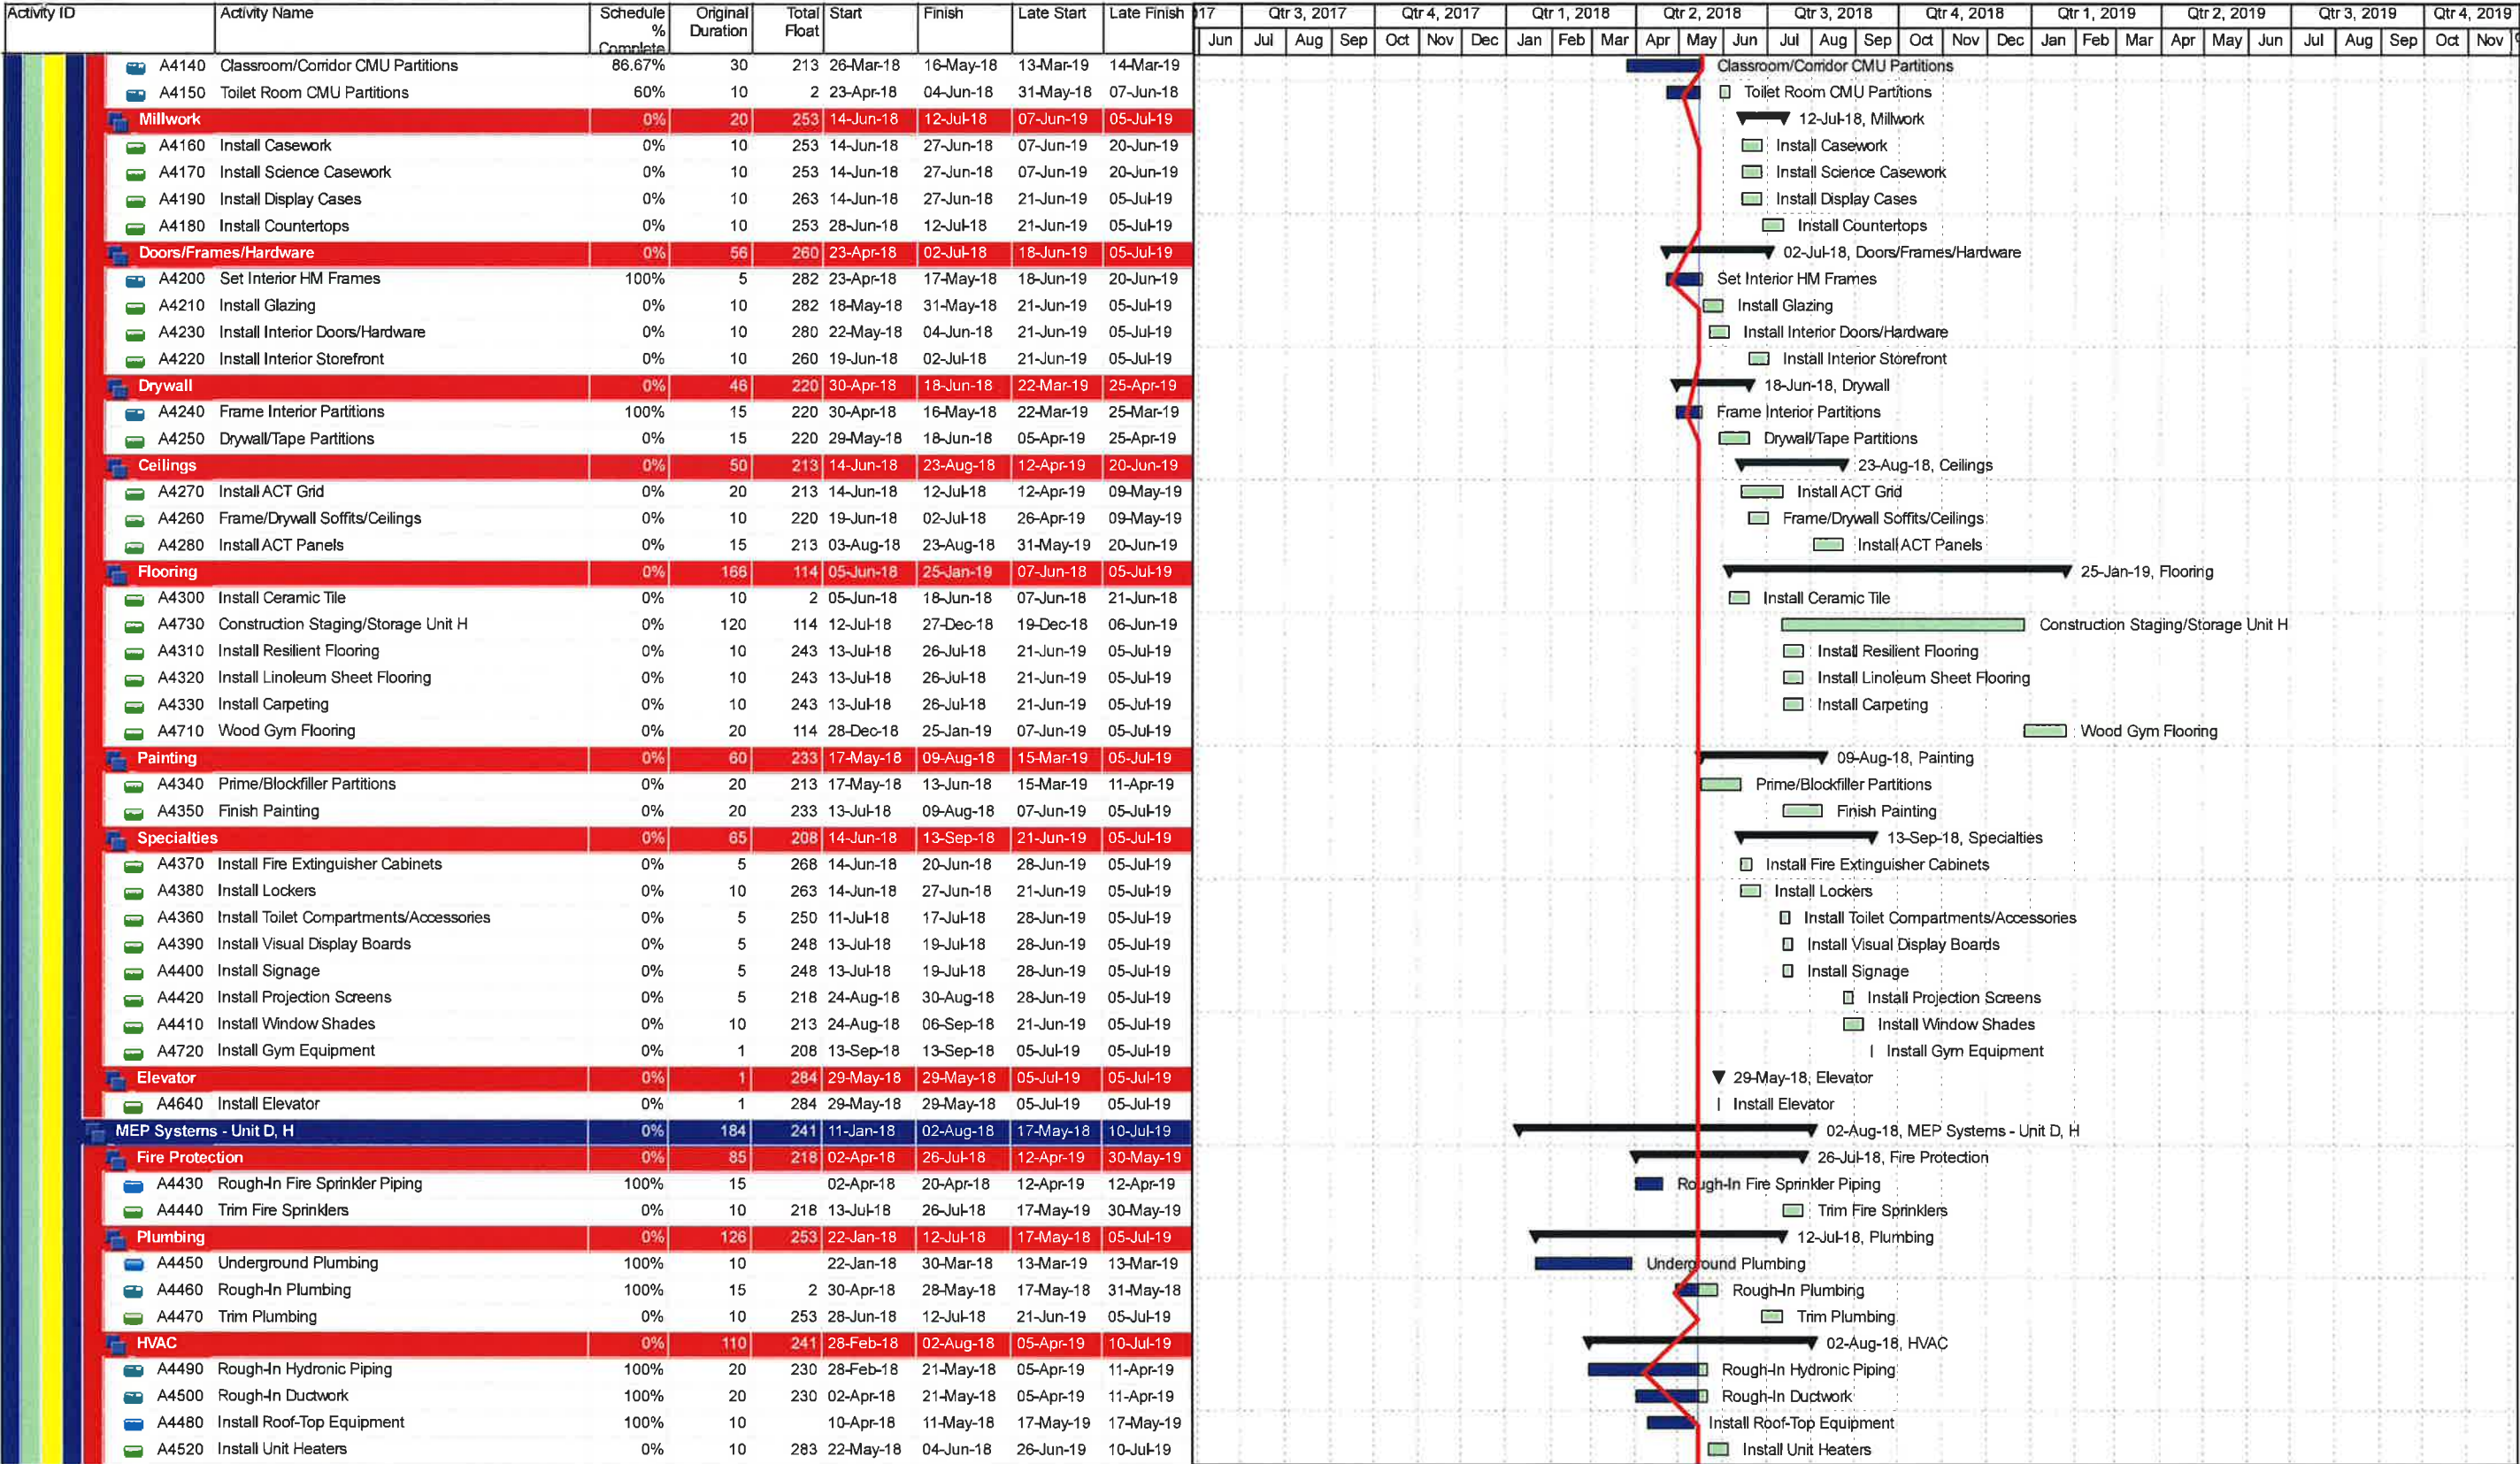 Activity ID Activity Name Schedule % Complete Original Duration Total Float Start Finish Late Start Late Finish
17 Qtr 3, 2017 Qtr 4, 2017 Qtr 1, 2018 Qtr 2, 2018 Qtr 3, 2018 Qtr 4, 2018 Qtr 1, 2019 Qtr 2, 2019 Qtr 3, 2019 Qtr 4, 2019
Jun Jul Aug Sep Oct Nov Dec Jan Feb Mar Apr May Jun Jul Aug Sep Oct Nov Dec Jan Feb Mar Apr May Jun Jul Aug Sep Oct Nov
A4140 Classroom/Corridor CMU Partitions 86.67% 30 213 26-Mar-18 16-May-18 13-Mar-19 14-Mar-19 Classroom/Corridor CMU Partitions
A4150 Toilet Room CMU Partitions 60% 10 2 23-Apr-18 04-Jun-18 31-May-18 07-Jun-18 Toilet Room CMU Partitions
Millwork 0% 20 253 14-Jun-18 12-Jul-18 07-Jun-19 05-Jul-19 12-Jul-18, Millwork
A4160 Install Casework 0% 10 253 14-Jun-18 27-Jun-18 07-Jun-19 20-Jun-19 Install Casework
A4170 Install Science Casework 0% 10 253 14-Jun-18 27-Jun-18 07-Jun-19 20-Jun-19 Install Science Casework
A4190 Install Display Cases 0% 10 263 14-Jun-18 27-Jun-18 21-Jun-19 05-Jul-19 Install Display Cases
A4180 Install Countertops 0% 10 253 28-Jun-18 12-Jul-18 21-Jun-19 05-Jul-19 Install Countertops
Doors/Frames/Hardware 0% 56 260 23-Apr-18 02-Jul-18 18-Jun-19 05-Jul-19 02-Jul-18, Doors/Frames/Hardware
A4200 Set Interior HM Frames 100% 5 282 23-Apr-18 17-May-18 18-Jun-19 20-Jun-19 Set Interior HM Frames
A4210 Install Glazing 0% 10 282 18-May-18 31-May-18 21-Jun-19 05-Jul-19 Install Glazing
A4230 Install Interior Doors/Hardware 0% 10 280 22-May-18 04-Jun-18 21-Jun-19 05-Jul-19 Install Interior Doors/Hardware
A4220 Install Interior Storefront 0% 10 260 19-Jun-18 02-Jul-18 21-Jun-19 05-Jul-19 Install Interior Storefront
Drywall 0% 46 220 30-Apr-18 18-Jun-18 22-Mar-19 25-Apr-19 18-Jun-18, Drywall
A4240 Frame Interior Partitions 100% 15 220 30-Apr-18 16-May-18 22-Mar-19 25-Mar-19 Frame Interior Partitions
A4250 Drywall/Tape Partitions 0% 15 220 29-May-18 18-Jun-18 05-Apr-19 25-Apr-19 Drywall/Tape Partitions
Ceilings 0% 50 213 14-Jun-18 23-Aug-18 12-Apr-19 20-Jun-19 23-Aug-18, Ceilings
A4270 Install ACT Grid 0% 20 213 14-Jun-18 12-Jul-18 12-Apr-19 09-May-19 Install ACT Grid
A4260 Frame/Drywall Soffits/Ceilings 0% 10 220 19-Jun-18 02-Jul-18 26-Apr-19 09-May-19 Frame/Drywall Soffits/Ceilings
A4280 Install ACT Panels 0% 15 213 03-Aug-18 23-Aug-18 31-May-19 20-Jun-19 Install ACT Panels
Flooring 0% 166 114 05-Jun-18 25-Jan-19 07-Jun-18 05-Jul-19 25-Jan-19, Flooring
A4300 Install Ceramic Tile 0% 10 2 05-Jun-18 18-Jun-18 07-Jun-18 21-Jun-18 Install Ceramic Tile
A4730 Construction Staging/Storage Unit H 0% 120 114 12-Jul-18 27-Dec-18 19-Dec-18 06-Jun-19 Construction Staging/Storage Unit H
A4310 Install Resilient Flooring 0% 10 243 13-Jul-18 26-Jul-18 21-Jun-19 05-Jul-19 Install Resilient Flooring
A4320 Install Linoleum Sheet Flooring 0% 10 243 13-Jul-18 26-Jul-18 21-Jun-19 05-Jul-19 Install Linoleum Sheet Flooring
A4330 Install Carpeting 0% 10 243 13-Jul-18 26-Jul-18 21-Jun-19 05-Jul-19 Install Carpeting
A4710 Wood Gym Flooring 0% 20 114 28-Dec-18 25-Jan-19 07-Jun-19 05-Jul-19 Wood Gym Flooring
Painting 0% 60 233 17-May-18 09-Aug-18 15-Mar-19 05-Jul-19 09-Aug-18, Painting
A4340 Prime/Blockfiller Partitions 0% 20 213 17-May-18 13-Jun-18 15-Mar-19 11-Apr-19 Prime/Blockfiller Partitions
A4350 Finish Painting 0% 20 233 13-Jul-18 09-Aug-18 07-Jun-19 05-Jul-19 Finish Painting
Specialties 0% 65 208 14-Jun-18 13-Sep-18 21-Jun-19 05-Jul-19 13-Sep-18, Specialties
A4370 Install Fire Extinguisher Cabinets 0% 5 268 14-Jun-18 20-Jun-18 28-Jun-19 05-Jul-19 Install Fire Extinguisher Cabinets
A4380 Install Lockers 0% 10 263 14-Jun-18 27-Jun-18 21-Jun-19 05-Jul-19 Install Lockers
A4360 Install Toilet Compartments/Accessories 0% 5 250 11-Jul-18 17-Jul-18 28-Jun-19 05-Jul-19 Install Toilet Compartments/Accessories
A4390 Install Visual Display Boards 0% 5 248 13-Jul-18 19-Jul-18 28-Jun-19 05-Jul-19 Install Visual Display Boards
A4400 Install Signage 0% 5 248 13-Jul-18 19-Jul-18 28-Jun-19 05-Jul-19 Install Signage
A4420 Install Projection Screens 0% 5 218 24-Aug-18 30-Aug-18 28-Jun-19 05-Jul-19 Install Projection Screens
A4410 Install Window Shades 0% 10 213 24-Aug-18 06-Sep-18 21-Jun-19 05-Jul-19 Install Window Shades
A4720 Install Gym Equipment 0% 1 208 13-Sep-18 13-Sep-18 05-Jul-19 05-Jul-19 Install Gym Equipment
Elevator 0% 1 284 29-May-18 29-May-18 05-Jul-19 05-Jul-19 29-May-18, Elevator
A4640 Install Elevator 0% 1 284 29-May-18 29-May-18 05-Jul-19 05-Jul-19 Install Elevator
MEP Systems - Unit D, H 0% 184 241 11-Jan-18 02-Aug-18 17-May-18 10-Jul-19 02-Aug-18, MEP Systems - Unit D, H
Fire Protection 0% 85 218 02-Apr-18 26-Jul-18 12-Apr-19 30-May-19 26-Jul-18, Fire Protection
A4430 Rough-In Fire Sprinkler Piping 100% 15 02-Apr-18 20-Apr-18 12-Apr-19 12-Apr-19 Rough-In Fire Sprinkler Piping
A4440 Trim Fire Sprinklers 0% 10 218 13-Jul-18 26-Jul-18 17-May-19 30-May-19 Trim Fire Sprinklers
Plumbing 0% 126 253 22-Jan-18 12-Jul-18 17-May-18 05-Jul-19 12-Jul-18, Plumbing
A4450 Underground Plumbing 100% 10 22-Jan-18 30-Mar-18 13-Mar-19 13-Mar-19 Underground Plumbing
A4460 Rough-In Plumbing 100% 15 2 30-Apr-18 28-May-18 17-May-18 31-May-18 Rough-In Plumbing
A4470 Trim Plumbing 0% 10 253 28-Jun-18 12-Jul-18 21-Jun-19 05-Jul-19 Trim Plumbing
HVAC 0% 110 241 28-Feb-18 02-Aug-18 05-Apr-19 10-Jul-19 02-Aug-18, HVAC
A4490 Rough-In Hydronic Piping 100% 20 230 28-Feb-18 21-May-18 05-Apr-19 11-Apr-19 Rough-In Hydronic Piping
A4500 Rough-In Ductwork 100% 20 230 02-Apr-18 21-May-18 05-Apr-19 11-Apr-19 Rough-In Ductwork
A4480 Install Roof-Top Equipment 100% 10 10-Apr-18 11-May-18 17-May-19 17-May-19 Install Roof-Top Equipment
A4520 Install Unit Heaters 0% 10 283 22-May-18 04-Jun-18 26-Jun-19 10-Jul-19 Install Unit Heaters